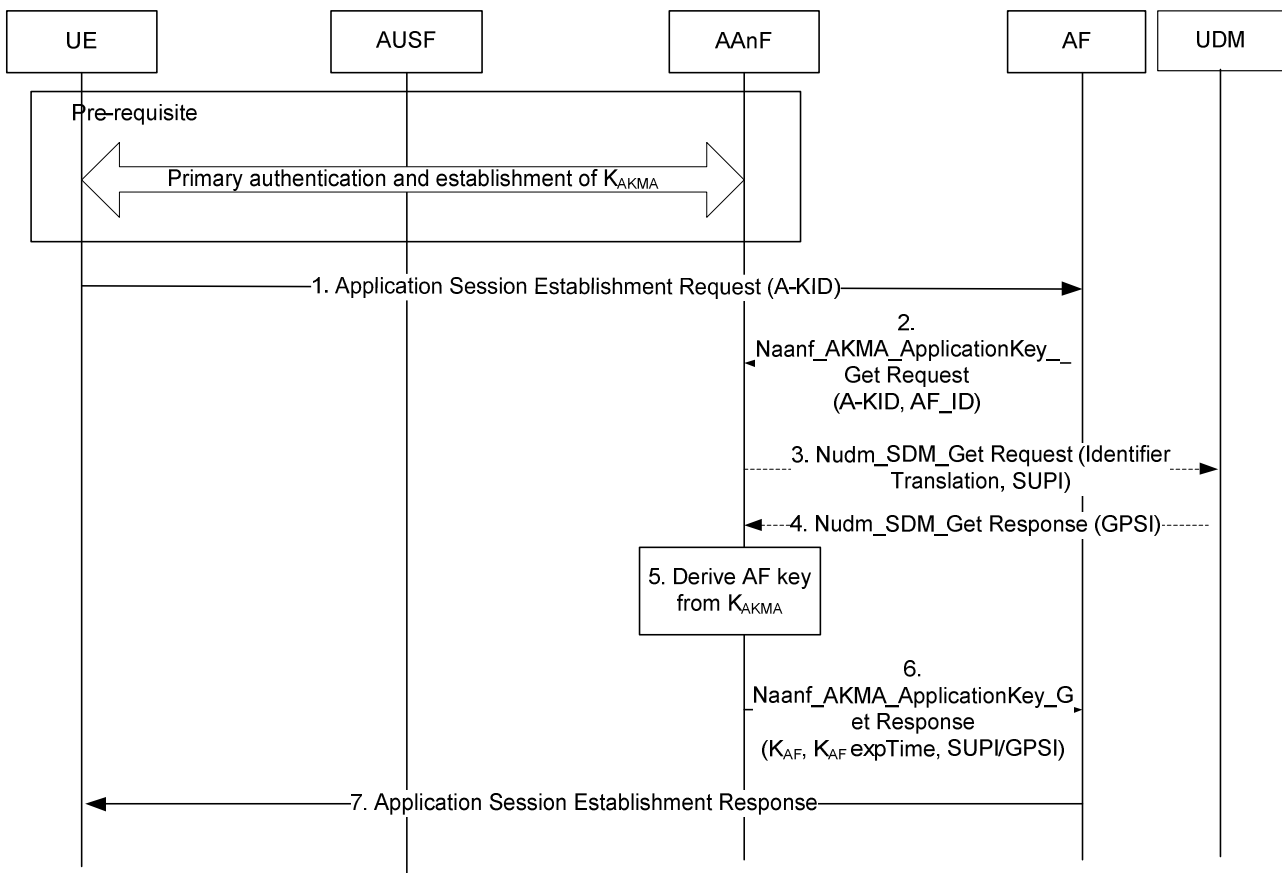 UE
AUSF
AAnF
AF
UDM
Pre-requisite
Primary authentication and establishment of KAKMA
1. Application Session Establishment Request (A-KID)
2.
Naanf_AKMA_ApplicationKey__
Get Request
(A-KID, AF_ID)
3. Nudm_SDM_Get Request (Identifier
Translation, SUPI)
4. Nudm_SDM_Get Response (GPSI)
5. Derive AF key
from KAKMA
6.
Naanf_AKMA_ApplicationKey_G
et Response
(KAF, KAF expTime, SUPI/GPSI)
7. Application Session Establishment Response